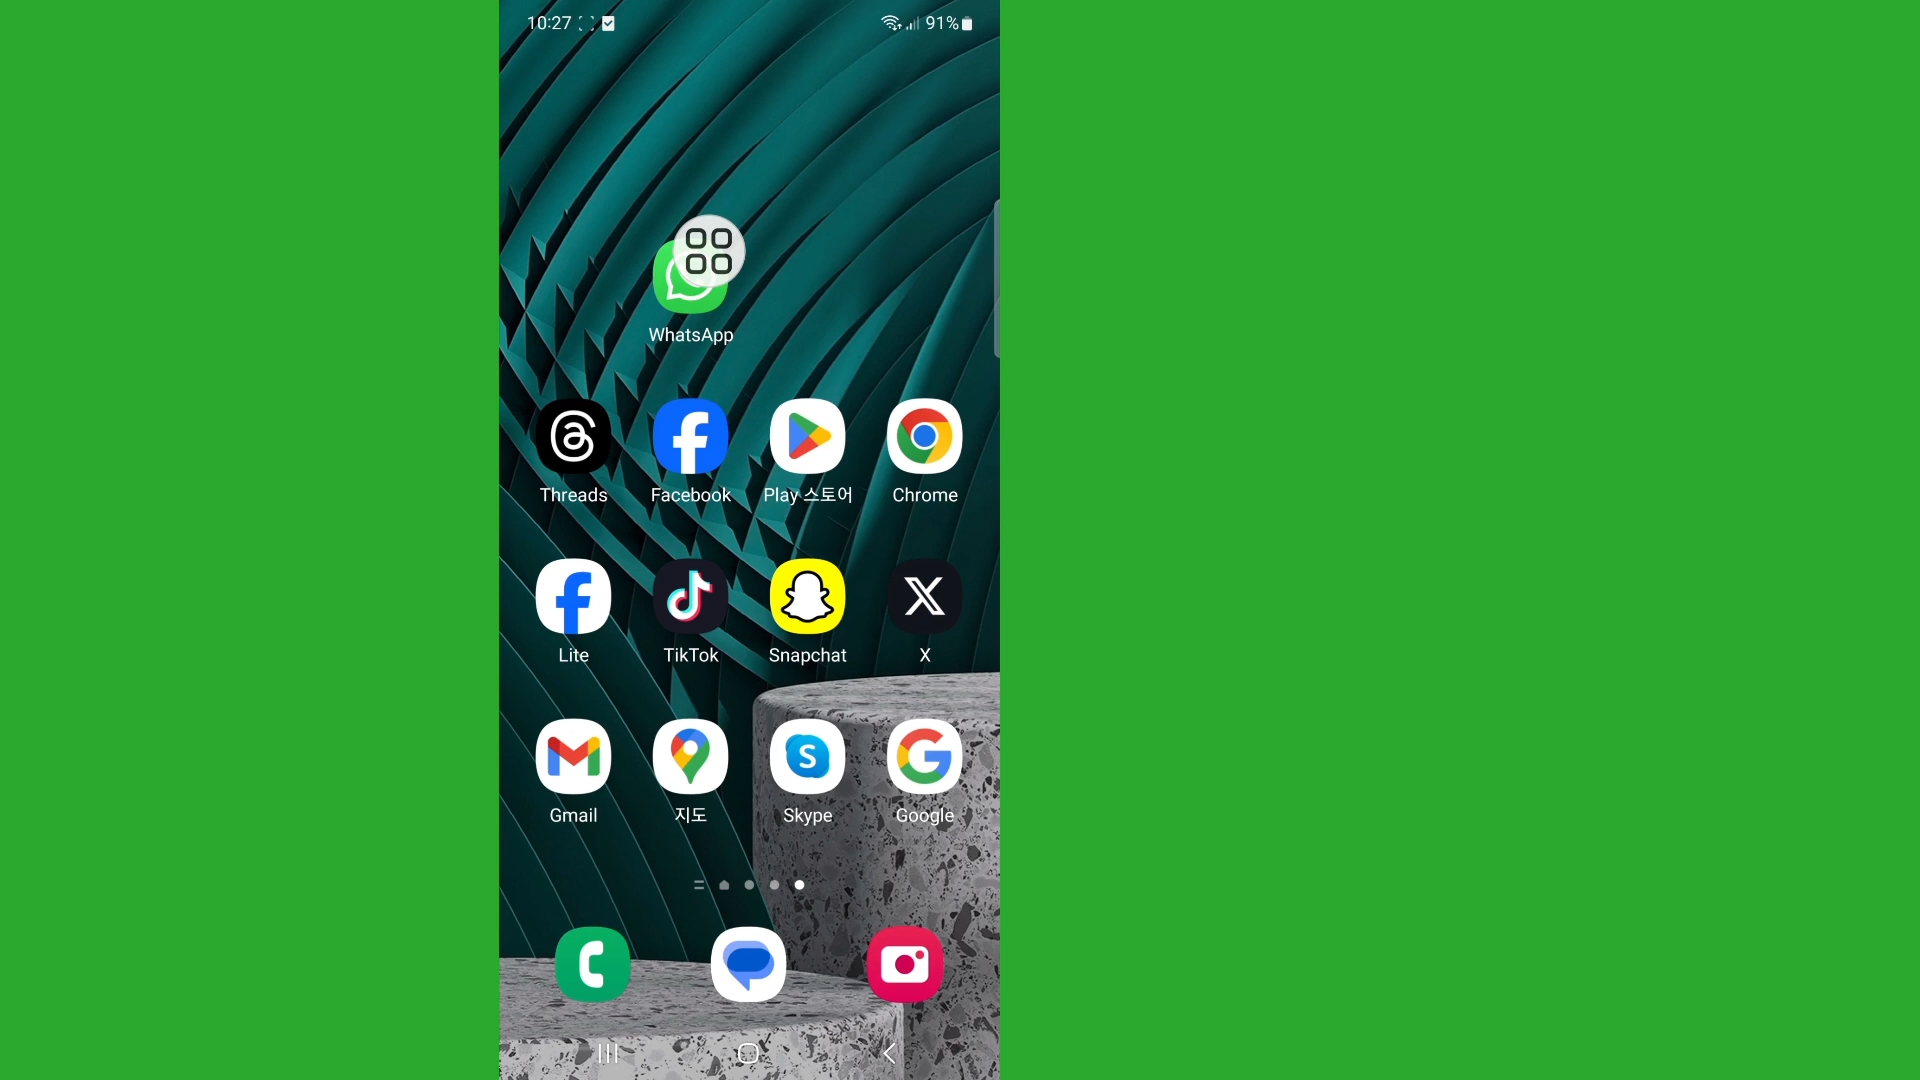 10:27
91%
WhatsApp
Threads
Facebook
Play 스토어
Chrome
Lite
TikTok
Snapchat
X
Gmail
지도
Skype
Google